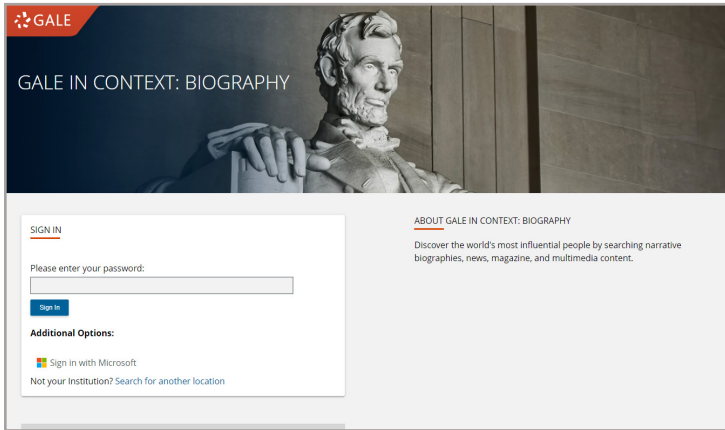 GALE
GALE IN CONTEXT: BIOGRAPHY
SIGN IN
Please enter your password:
Sign In
Additional Options:
Sign in with Microsoft
Not your Institution? Search for another location
ABOUT GALE IN CONTEXT: BIOGRAPHY
Discover the world's most influential people by searching narrative
biographies, news, magazine, and multimedia content.